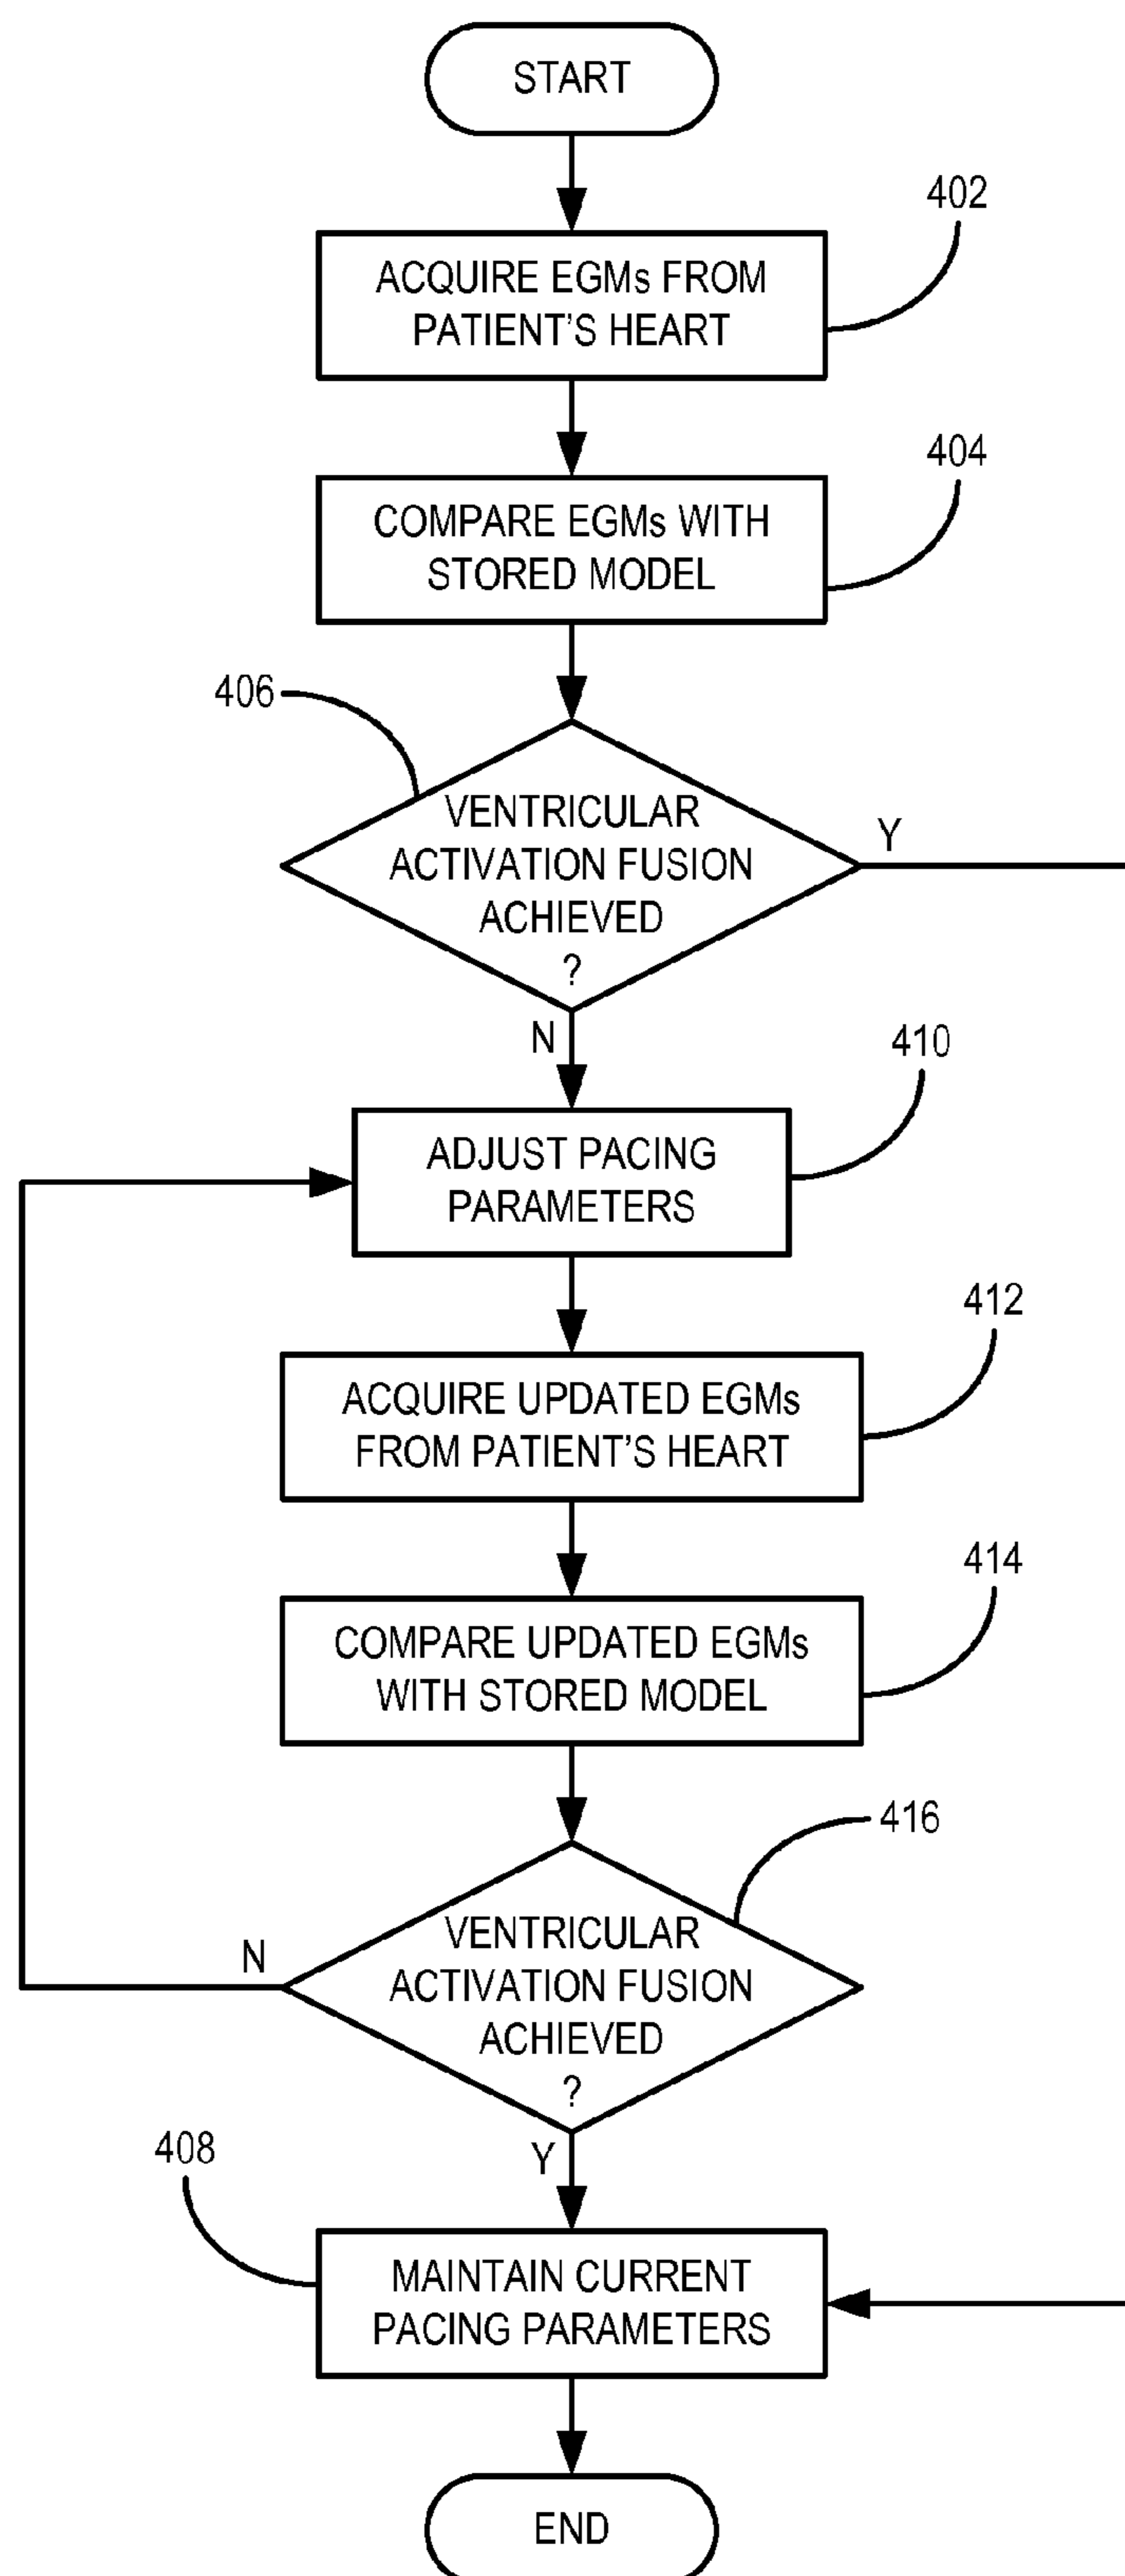 START
402
ACQUIRE EGMs FROM
PATIENT'S HEART
404
COMPARE EGMs WITH
STORED MODEL
406
VENTRICULAR
ACTIVATION FUSION
ACHIEVED
?
Y
N
410
ADJUST PACING
PARAMETERS
412
ACQUIRE UPDATED EGMs
FROM PATIENT'S HEART
414
COMPARE UPDATED EGMs
WITH STORED MODEL
416
VENTRICULAR
ACTIVATION FUSION
ACHIEVED
?
N
Y
408
MAINTAIN CURRENT
PACING PARAMETERS
END